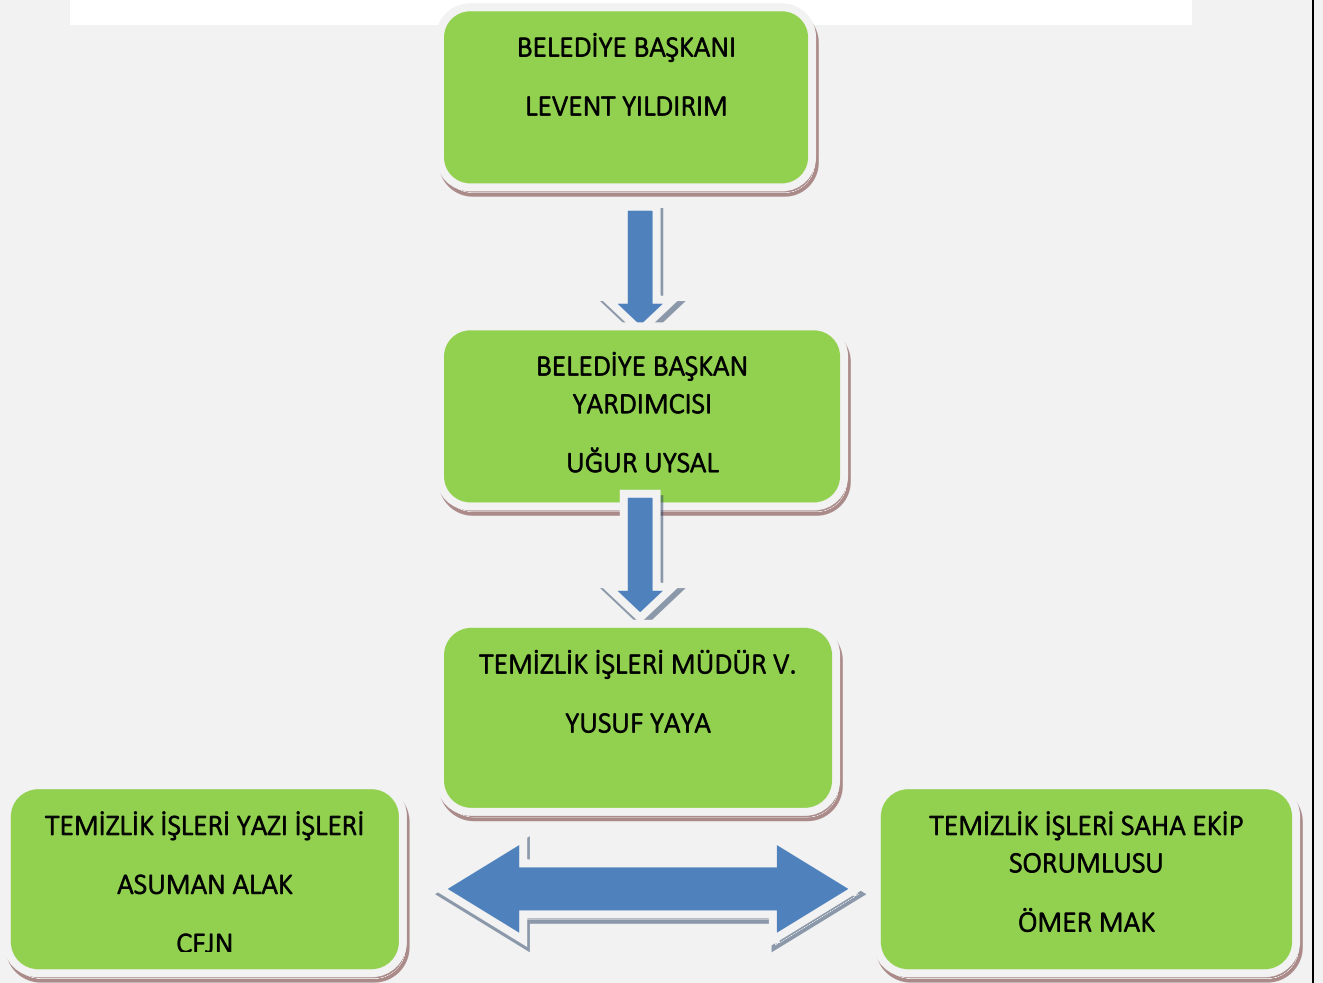 BELEDİYE BAŞKANI
LEVENT YILDIRIM
BELEDİYE BAŞKAN
YARDIMCISI
UĞUR UYSAL
TEMİZLİK İŞLERİ MÜDÜR V.
YUSUF YAYA
TEMİZLİK İŞLERİ YAZI İŞLERİ
ASUMAN ALAK
TEMİZLİK İŞLERİ SAHA EKİP
SORUMLUSU
ÖMER MAK